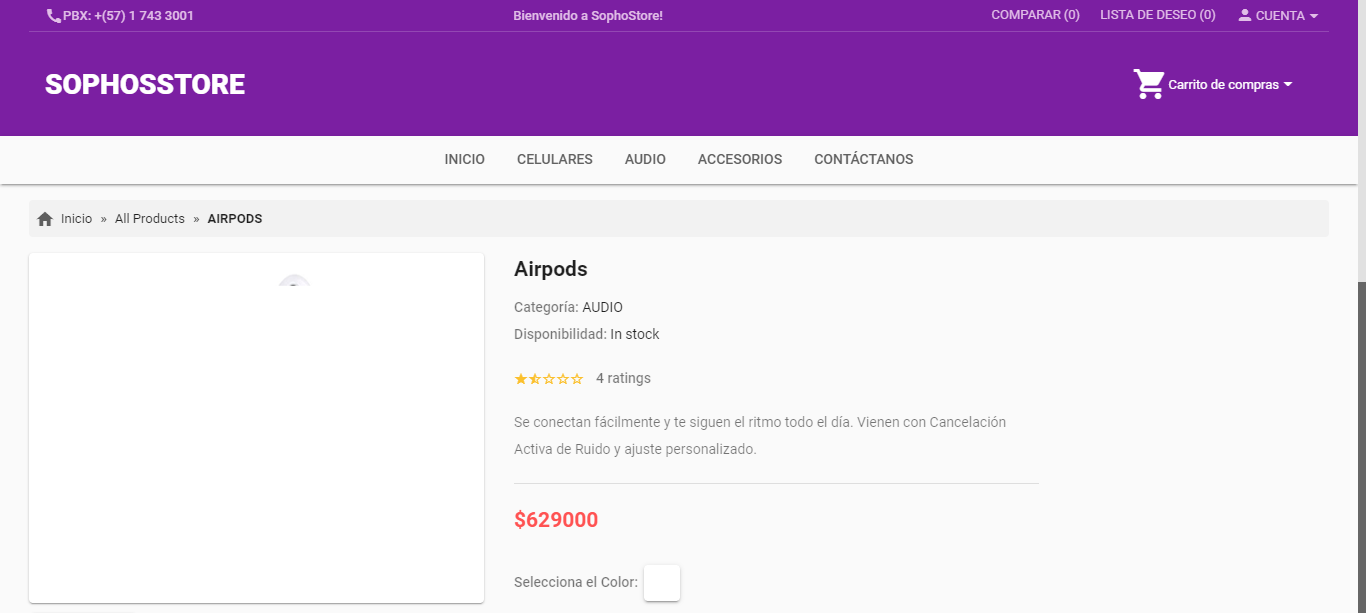 PBX: +(57) 1 743 3001
Bienvenido a SophoStore!
COMPARAR (0)
LISTA DE DESEO (0)
CUENTA
SOPHOSSTORE
Carrito de compras
INICIO
CELULARES
AUDIO
ACCESORIOS
CONTÁCTANOS
Inicio » All Products » AIRPODS
Airpods
Categoría: AUDIO
Disponibilidad: In stock
4 ratings
Se conectan fácilmente y te siguen el ritmo todo el día. Vienen con Cancelación
Activa de Ruido y ajuste personalizado.
$629000
Selecciona el Color: